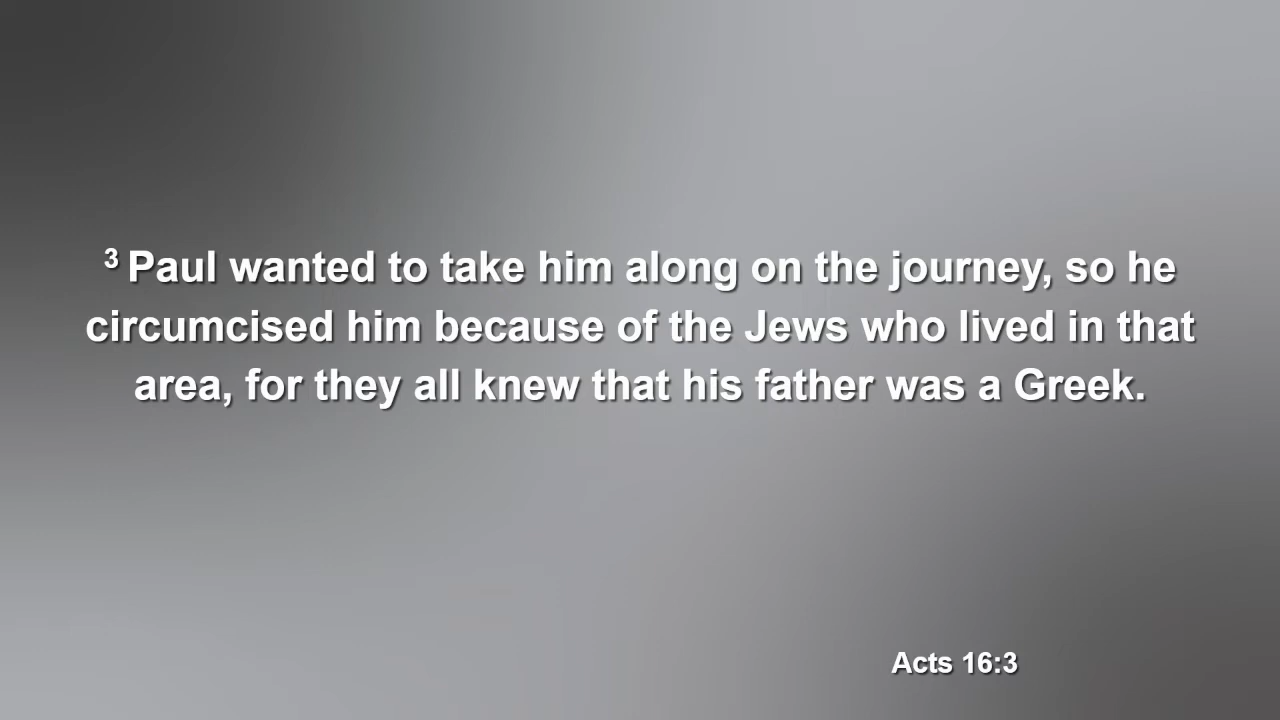 3 Paul wanted to take him along on the journey, so he
circumcised him because of the Jews who lived in that
area, for they all knew that his father was a Greek.
Acts 16:3